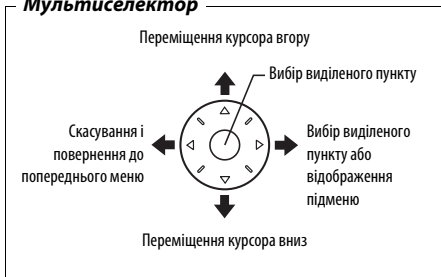 Мультиселектор
Переміщення курсора вгору
Вибір виділеного пункту
Скасування і
повернення до
попереднього меню
Вибір виділеного
пункту або
відображення
підменю
Переміщення курсора вниз